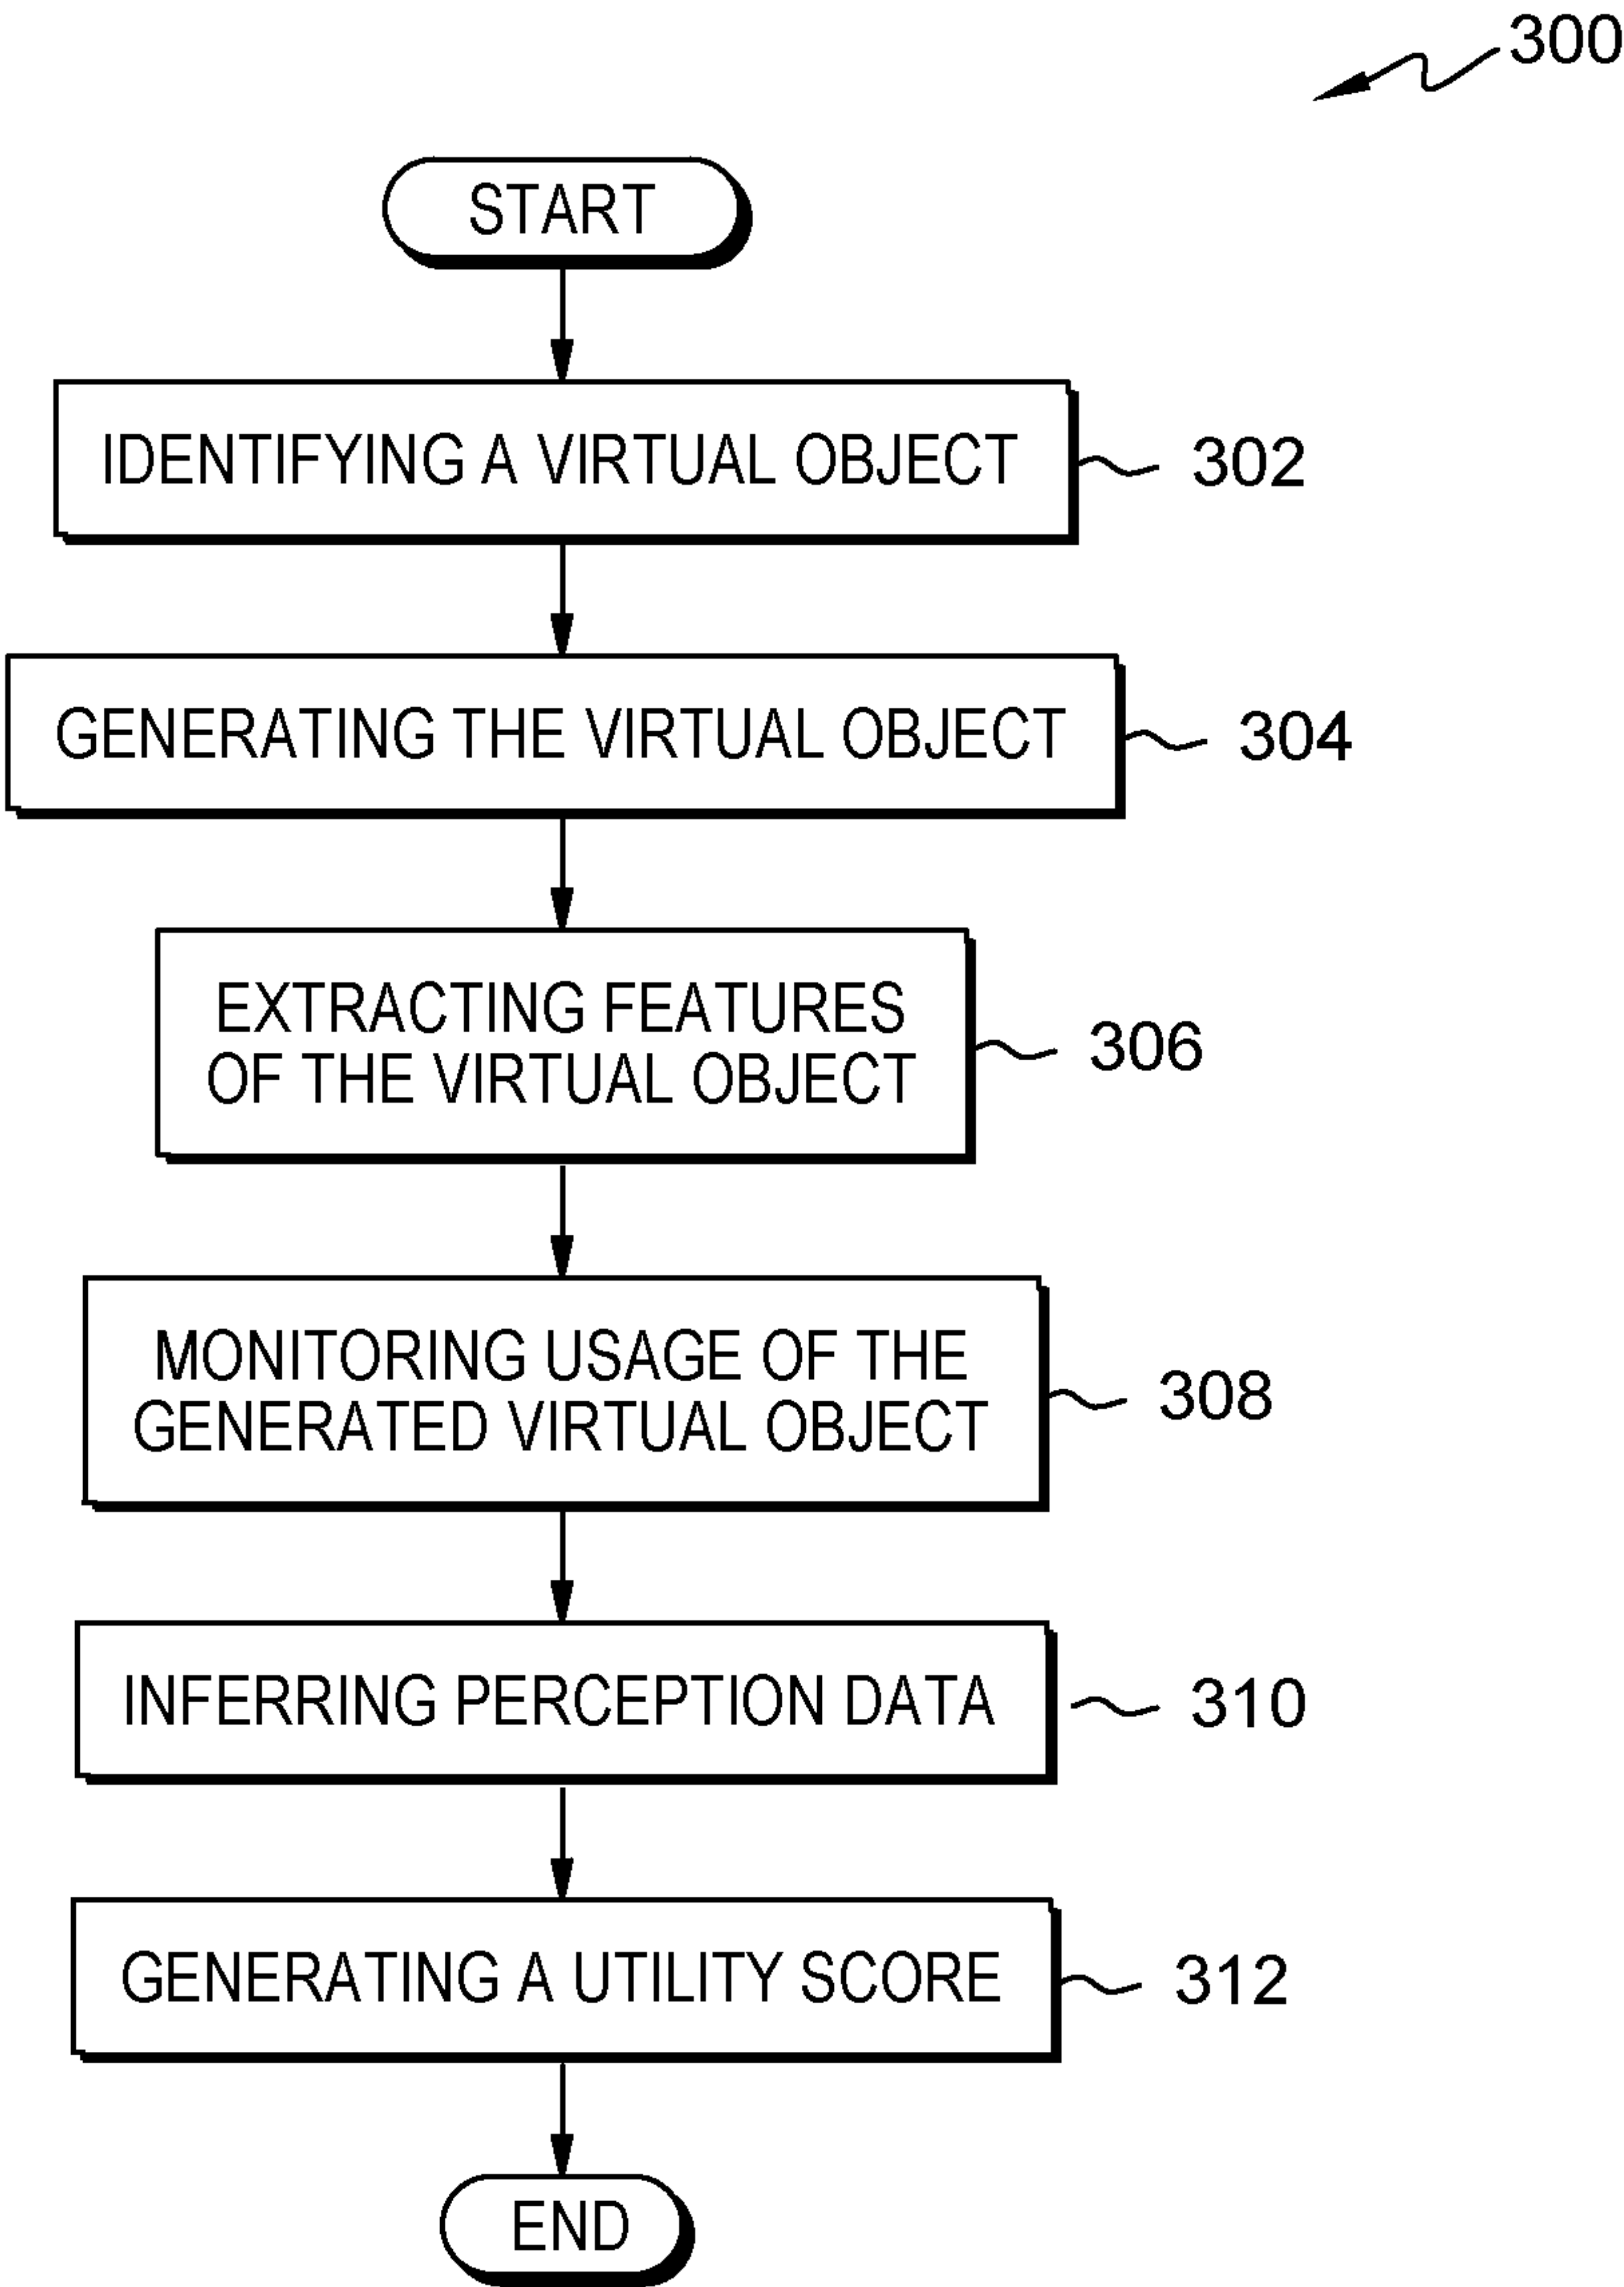 300
START
IDENTIFYING A VIRTUAL OBJECT
302
GENERATING THE VIRTUAL OBJECT
304
EXTRACTING FEATURES
OF THE VIRTUAL OBJECT
306
MONITORING USAGE OF THE
GENERATED VIRTUAL OBJECT
308
INFERRING PERCEPTION DATA
310
GENERATING A UTILITY SCORE
312
END